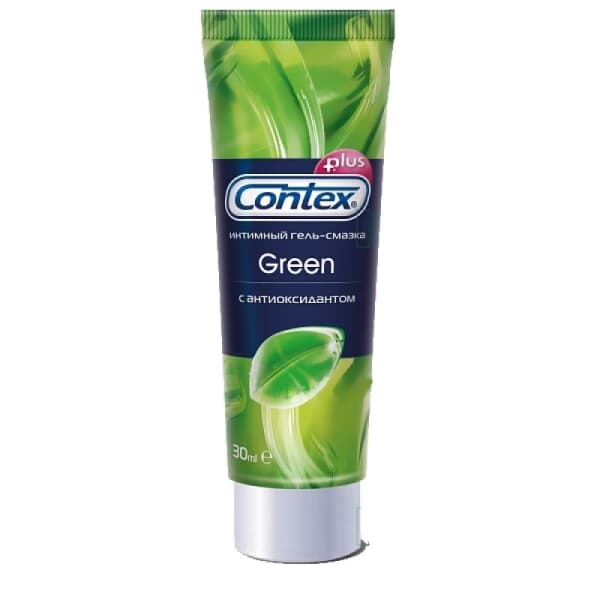 plus
Contex®
интимный гель-смазка
Green
с антиоксидантом
30ml ℮